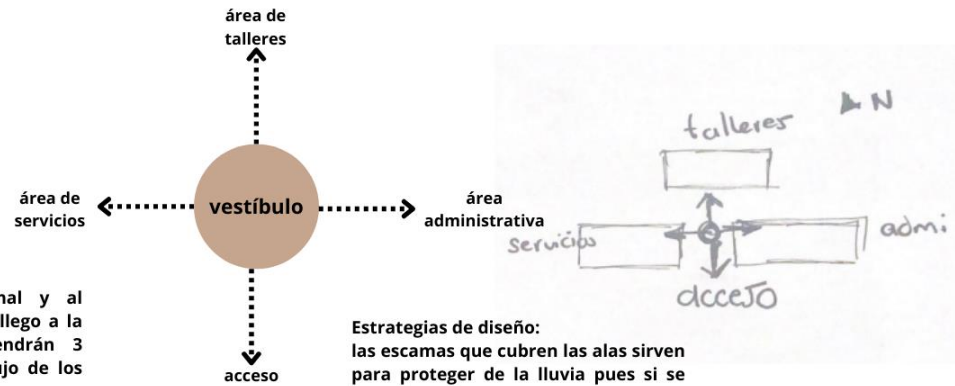 área de
talleres
N
talleres
área de
servicios
vestíbulo
área
administrativa
servicios
admi
acceso
nal y al
llego a la
endrán 3
ujo de los
acceso
Estrategias de diseño:
las escamas que cubren las alas sirven
para proteger de la lluvia pues si se